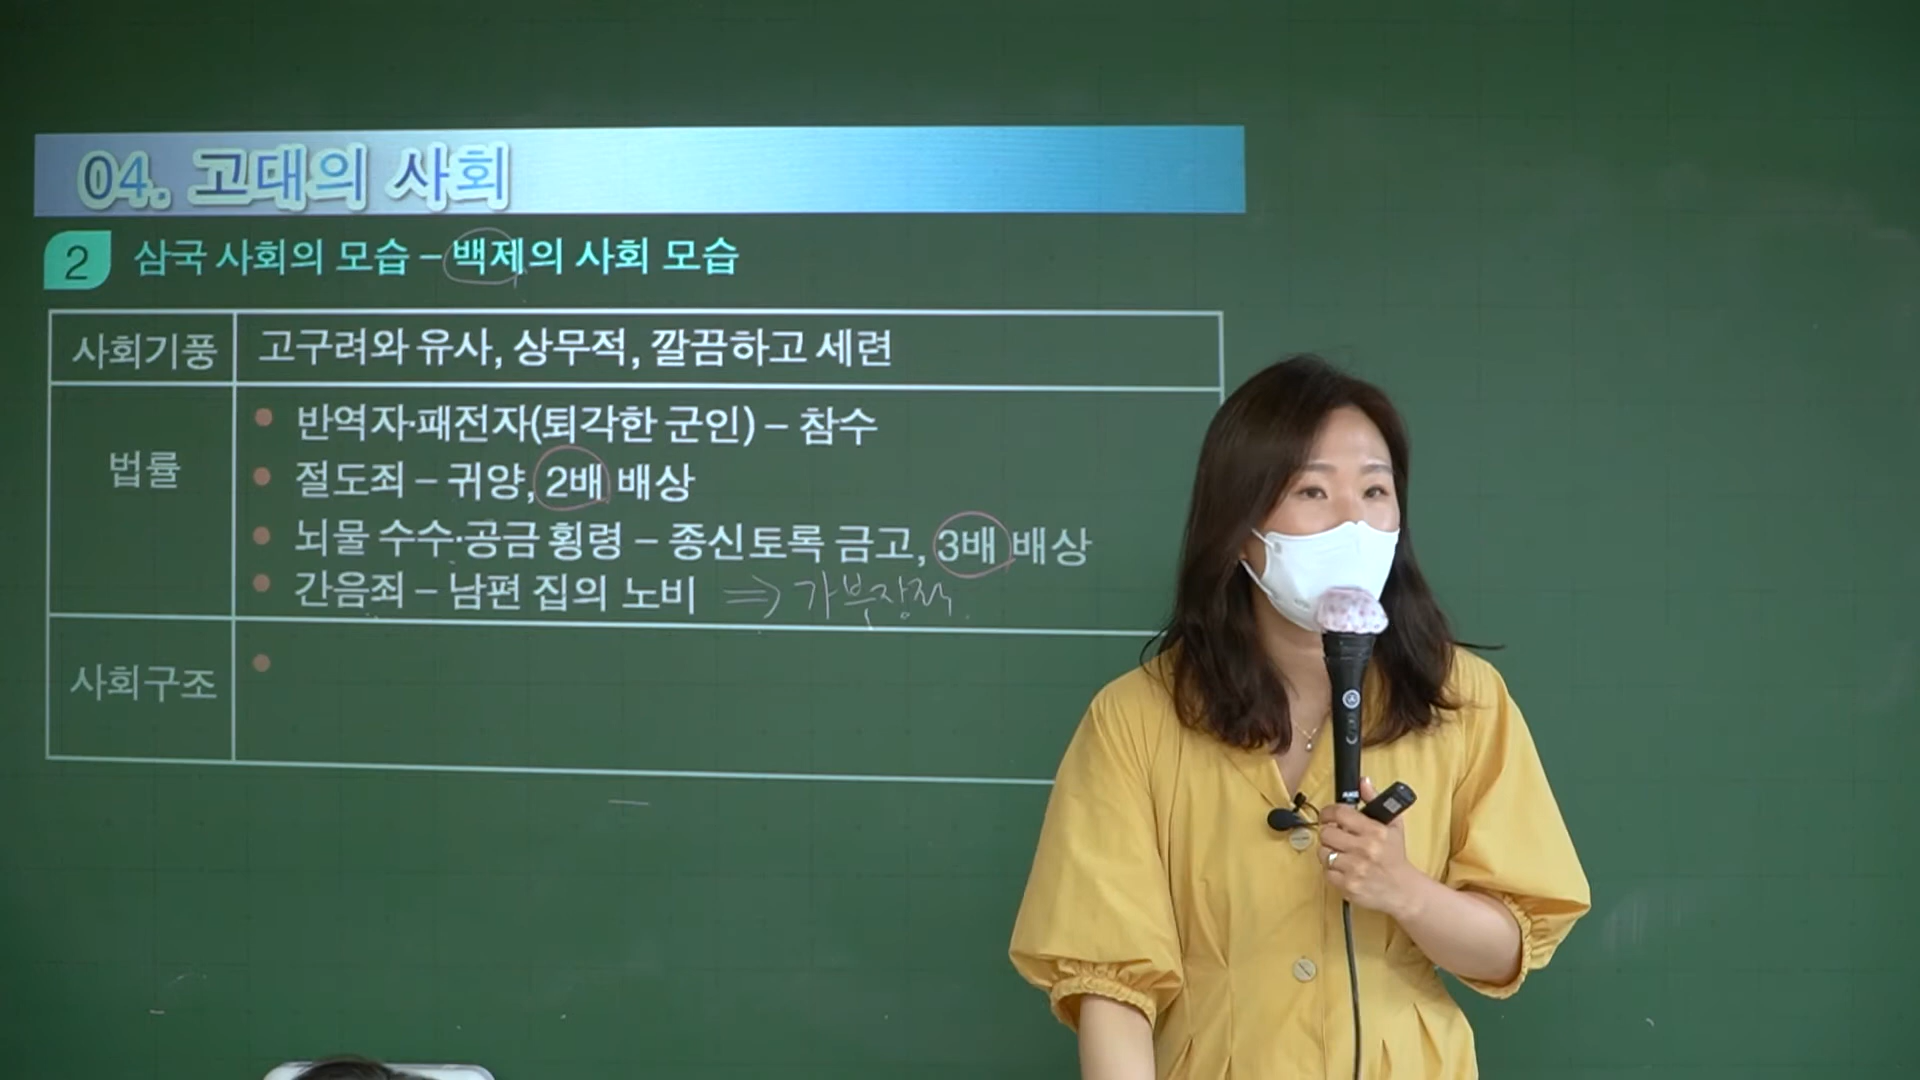 04. 고대의 사회
2 삼국 사회의 모습 – 백제의 사회 모습
사회기풍 고구려와 유사, 상무적, 깔끔하고 세련
법률
• 반역자·패전자(퇴각한 군인) – 참수
• 절도죄 – 귀양, 2배 배상
• 뇌물 수수·공금 횡령 – 종신토록 금고, 3배 배상
• 간음죄 – 남편 집의 노비 ⇒ 가부장적.
사회구조
•